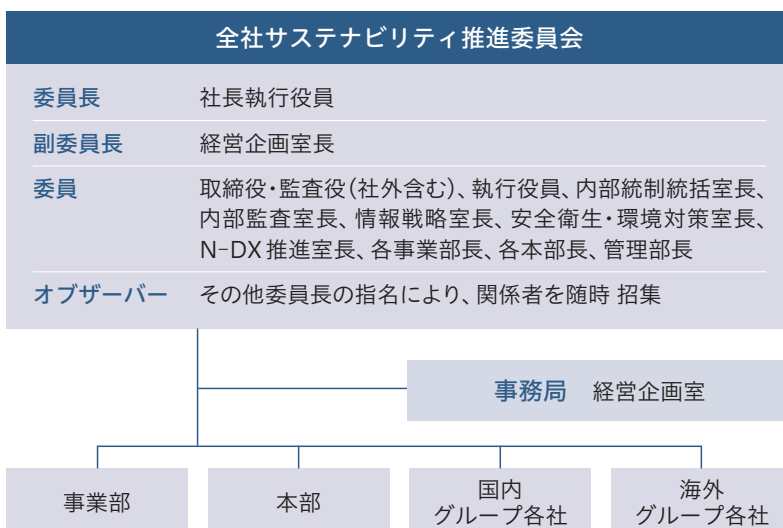 全社サステナビリティ推進委員会
委員長 社長執行役員
副委員長 経営企画室長
委員 取締役・監査役(社外含む)、執行役員、内部統制統括室長、
内部監査室長、情報戦略室長、安全衛生・環境対策室長、
N-DX推進室長、各事業部長、各本部長、管理部長
オブザーバー その他委員長の指名により、関係者を随時 招集
事務局 経営企画室
事業部
本部
国内
グループ各社
海外
グループ各社